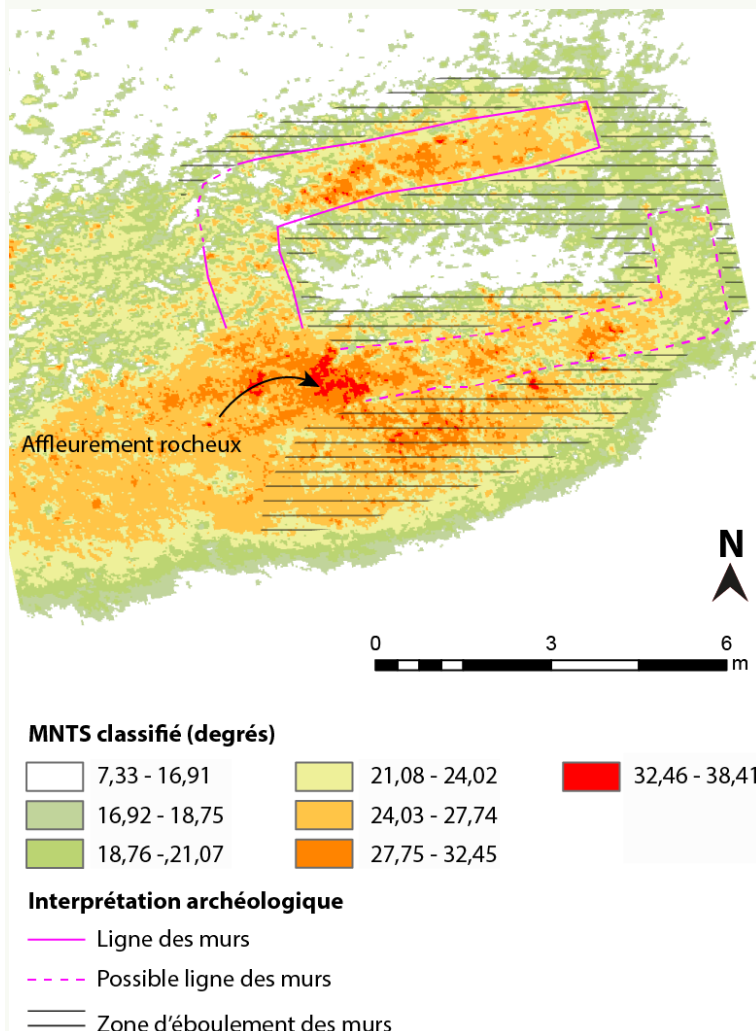 Affleurement rocheux
N
0 3 6
m
MNTS classifié (degrés)
7,33 - 16,91 21,08 - 24,02 32,46 - 38,41
16,92 - 18,75 24,03 - 27,74
18,76 -,21,07 27,75 - 32,45
Interprétation archéologique
Ligne des murs
Possible ligne des murs
Zone d'éboulement des murs